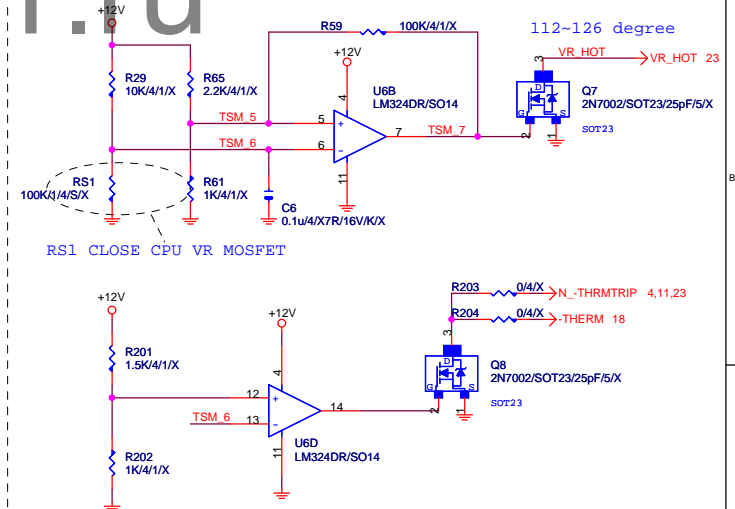 r.ru
+12V
R59
100K/4/1/X
112~126 degree
+12V
3
VR_HOT
VR_HOT 23
R29
10K/4/1/X
R65
2.2K/4/1/X
U6B
LM324DR/SO14
4
D
G
S
Q7
2N7002/SOT23/25pF/5/X
SOT23
2
1
TSM_5
5
+
7
TSM_7
TSM_6
6
-
11
B
RS1
100K/1/4/S/X
R61
1K/4/1/X
C6
0.1u/4/X7R/16V/K/X
RS1 CLOSE CPU VR MOSFET
+12V
+12V
R203
0/4/X
N_-THRMTRIP 4,11,23
R204
0/4/X
-THERM 18
3
R201
1.5K/4/1/X
4
D
G
S
Q8
2N7002/SOT23/25pF/5/X
SOT23
2
1
12
+
14
TSM_6
13
-
11
U6D
LM324DR/SO14
R202
1K/4/1/X